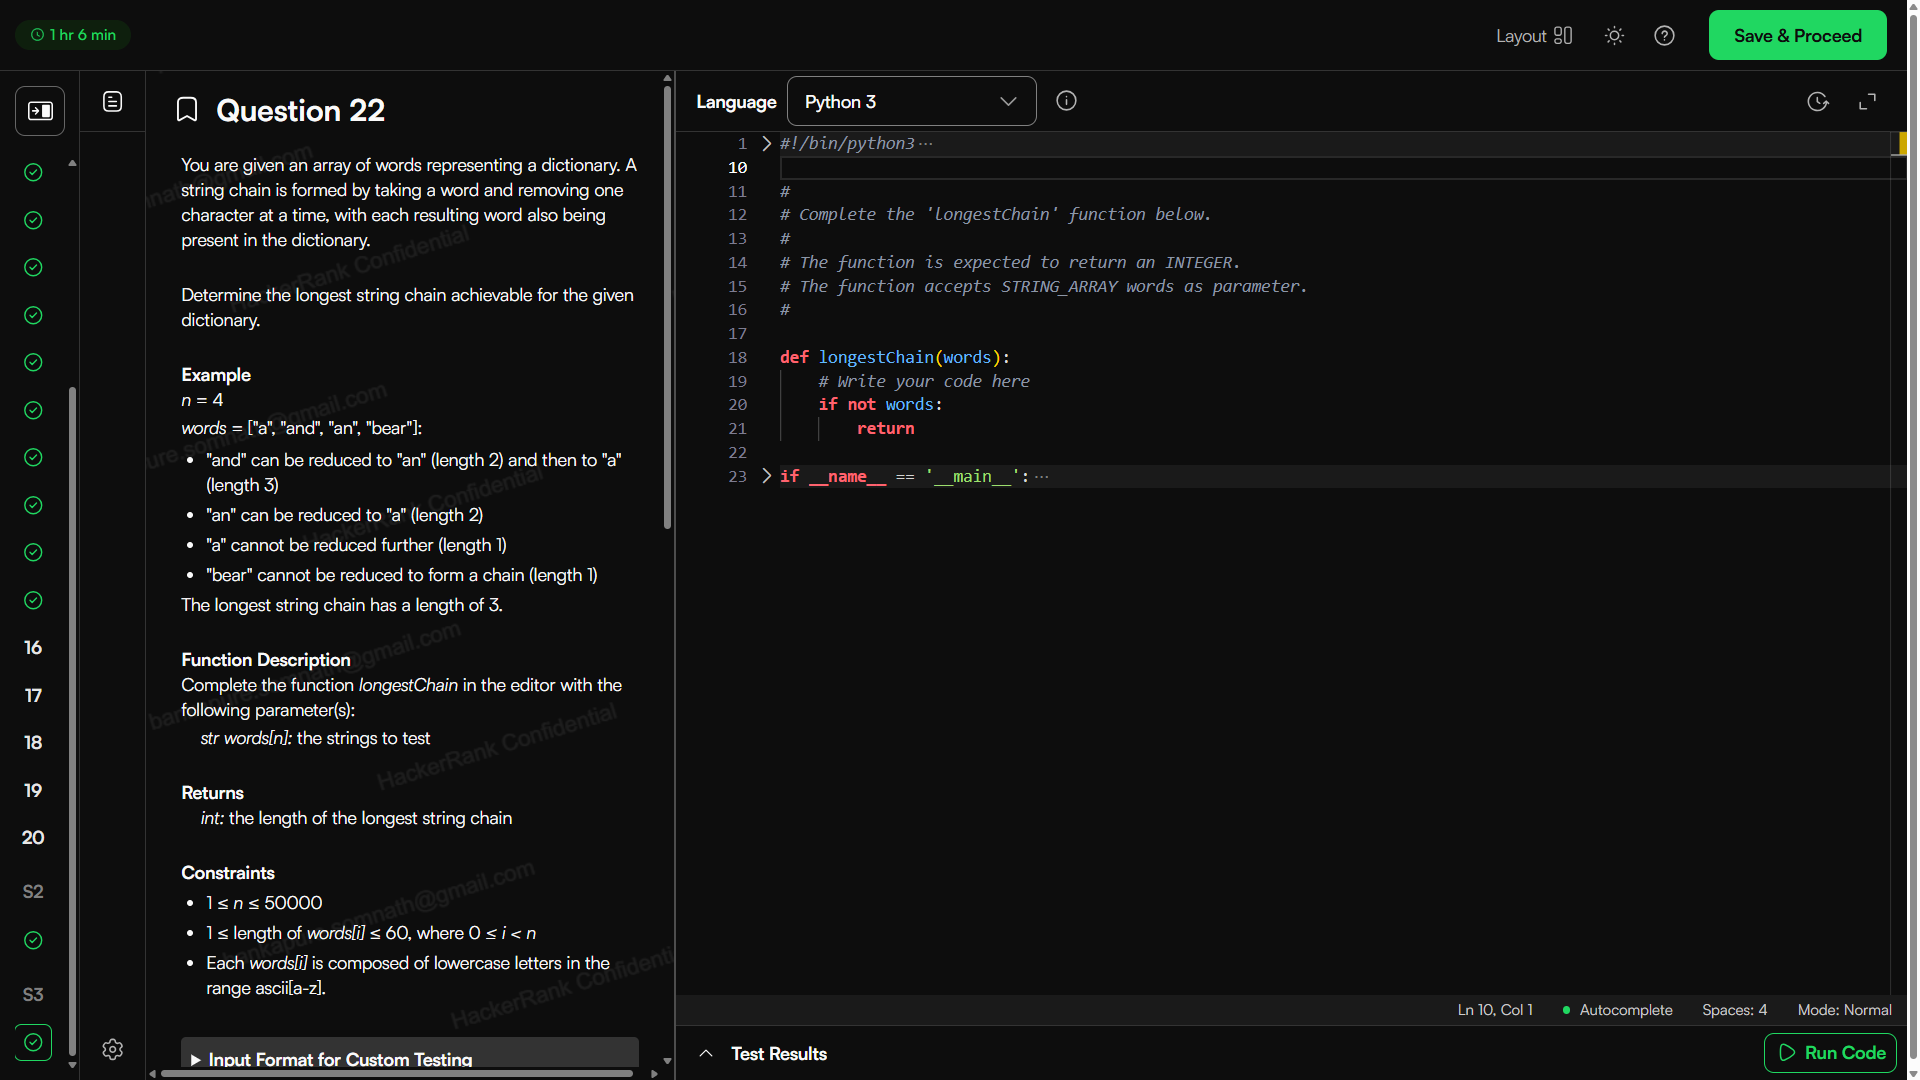 1 hr 6 min
Layout
Save & Proceed
16
17
18
19
20
S2
S3
Question 22
You are given an array of words representing a dictionary. A
string chain is formed by taking a word and removing one
character at a time, with each resulting word also being
present in the dictionary.
Determine the longest string chain achievable for the given
dictionary.
Example
n = 4
words = ["a", "and", "an", "bear"]:
• "and" can be reduced to "an" (length 2) and then to "a"
(length 3)
• "an" can be reduced to "a" (length 2)
• "a" cannot be reduced further (length 1)
• "bear" cannot be reduced to form a chain (length 1)
The longest string chain has a length of 3.
Function Description
Complete the function longestChain in the editor with the
following parameter(s):
str words[n]: the strings to test
Returns
int: the length of the longest string chain
Constraints
• 1 ≤ n ≤ 50000
• 1 ≤ length of words[i] ≤ 60, where 0 ≤ i < n
• Each words[i] is composed of lowercase letters in the
range ascii[a-z].
Input Format for Custom Testing
HackerRank Confidential
HackerRank Confidential
HackerRank Confidential
Language
Python 3
1 #!/bin/python3 ···
10
11 #
12 # Complete the 'longestChain' function below.
13 #
14 # The function is expected to return an INTEGER.
15 # The function accepts STRING_ARRAY words as parameter.
16 #
17
18 def longestChain(words):
19 # Write your code here
20 if not words:
21 return
22
23 if __name__ == '__main__': ···
Ln 10, Col 1
Autocomplete
Spaces: 4
Mode: Normal
Test Results
Run Code